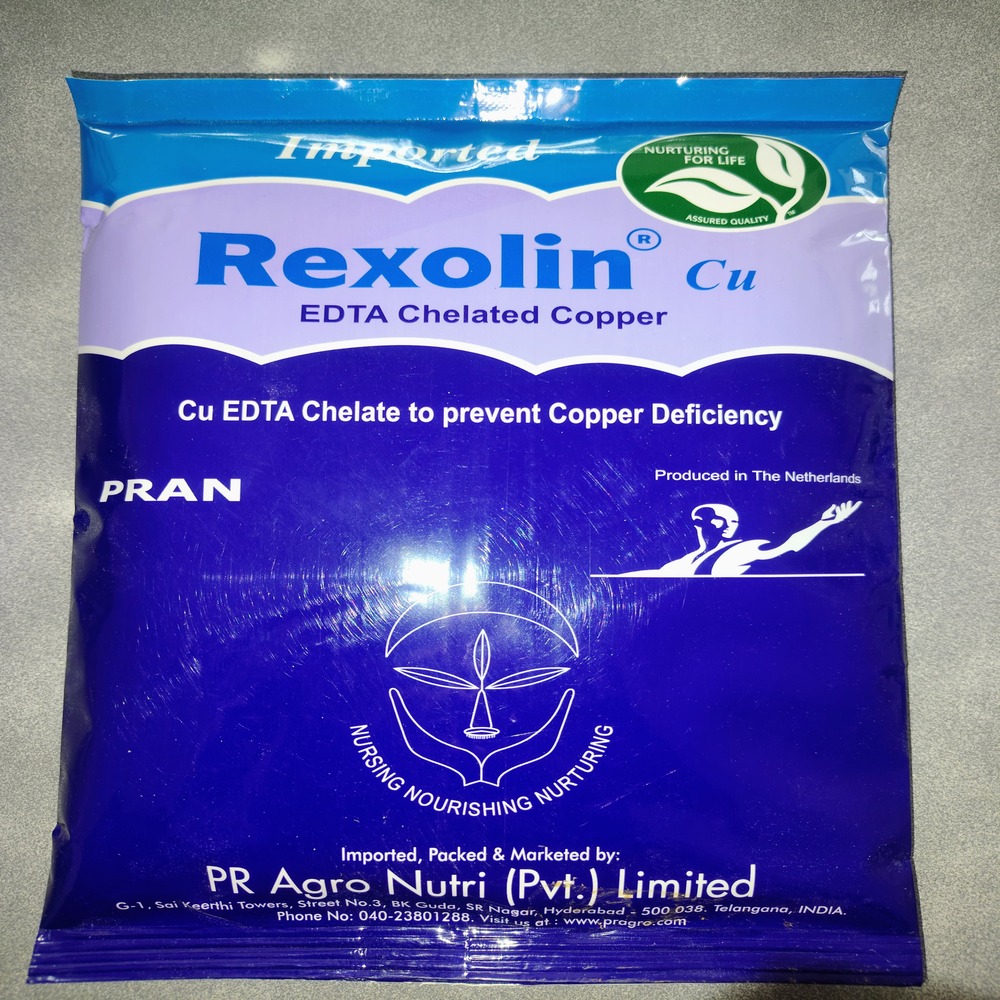 Imported
NURTURING
FOR LIFE
ASSURED QUALITY ™
Rexolin® Cu
EDTA Chelated Copper
Cu EDTA Chelate to prevent Copper Deficiency
PRAN
Produced in The Netherlands
NURSING NOURISHING NURTURING
Imported, Packed & Marketed by:
PR Agro Nutri (Pvt.) Limited
G-1, Sai Keerthi Towers, Street No.3, BK Guda, SR Nagar, Hyderabad - 500 038. Telangana, INDIA.
Phone No: 040-23801288. Visit us at : www.pragro.com